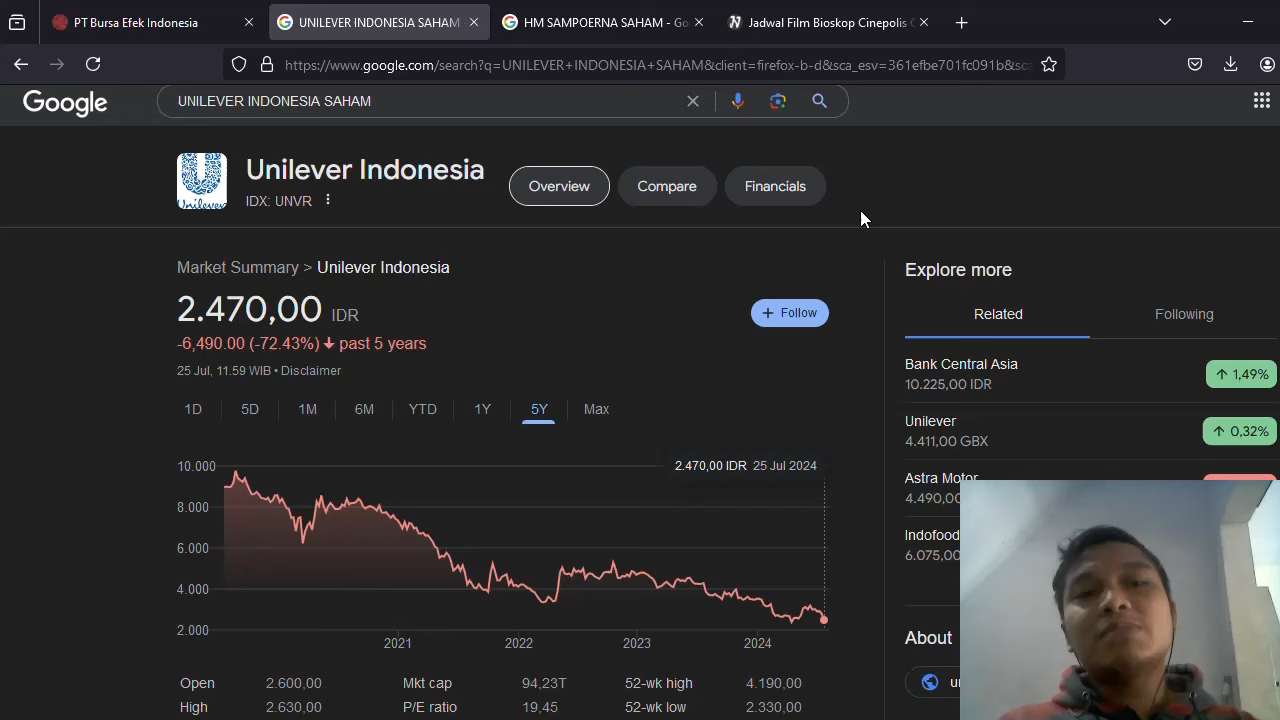 PT Bursa Efek Indonesia
UNILEVER INDONESIA SAHAM
HM SAMPOERNA SAHAM - Go
Jadwal Film Bioskop Cinepolis
https://www.google.com/search?q=UNILEVER+INDONESIA+SAHAM&client=firefox-b-d&sca_esv=361efbe701fc091b&sc
Google
UNILEVER INDONESIA SAHAM
Unilever
Unilever Indonesia
IDX: UNVR
Overview
Compare
Financials
Market Summary > Unilever Indonesia
2.470,00 IDR
+ Follow
-6,490.00 (-72.43%) ↓ past 5 years
25 Jul, 11.59 WIB • Disclaimer
1D 5D 1M 6M YTD 1Y 5Y Max
2.470,00 IDR 25 Jul 2024
10.000
8.000
6.000
4.000
2.000
2021 2022 2023 2024
Open 2.600,00 Mkt cap 94,23T 52-wk high 4.190,00
High 2.630,00 P/E ratio 19,45 52-wk low 2.330,00
Explore more
Related Following
Bank Central Asia
10.225,00 IDR
↑ 1,49%
Unilever
4.411,00 GBX
↑ 0,32%
Astra Motor
4.490,00
Indofood
6.075,00
About